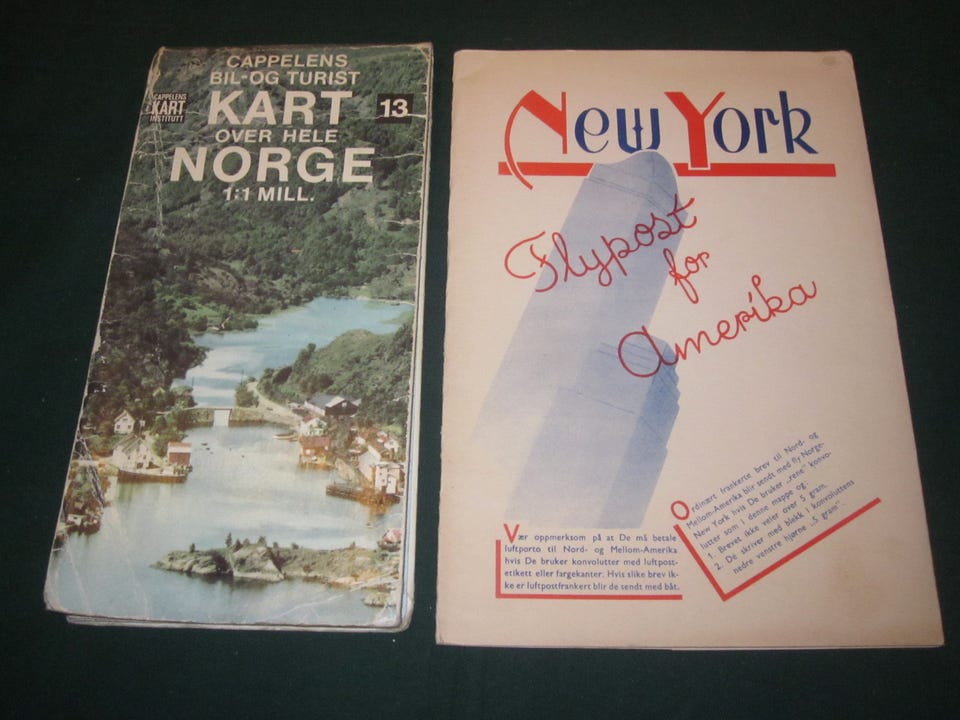 CAPPELENS
BIL-OG TURIST
KART
OVER HELE
NORGE
1:1 MILL.
CAPPELENS
KART
INSTITUTT
13
New York
Flypost
for
Amerika
Vær oppmerksom på at De må betale
luftporto til Nord- og Mellom-Amerika
hvis De bruker konvolutter med luftpost-
etikett eller fargekanter. Hvis slike brev ik-
ke er luftpostfrankert blir de sendt med båt.
Ordinært frankerte brev til Nord- og
Mellom-Amerika blir sendt med fly Norge-
New York hvis De bruker „rene" konvo-
lutter som i denne mappe og:
1. Brevet ikke veier over 5 gram.
2. De skriver med blekk i konvoluttens
nedre venstre hjørne „5 gram".